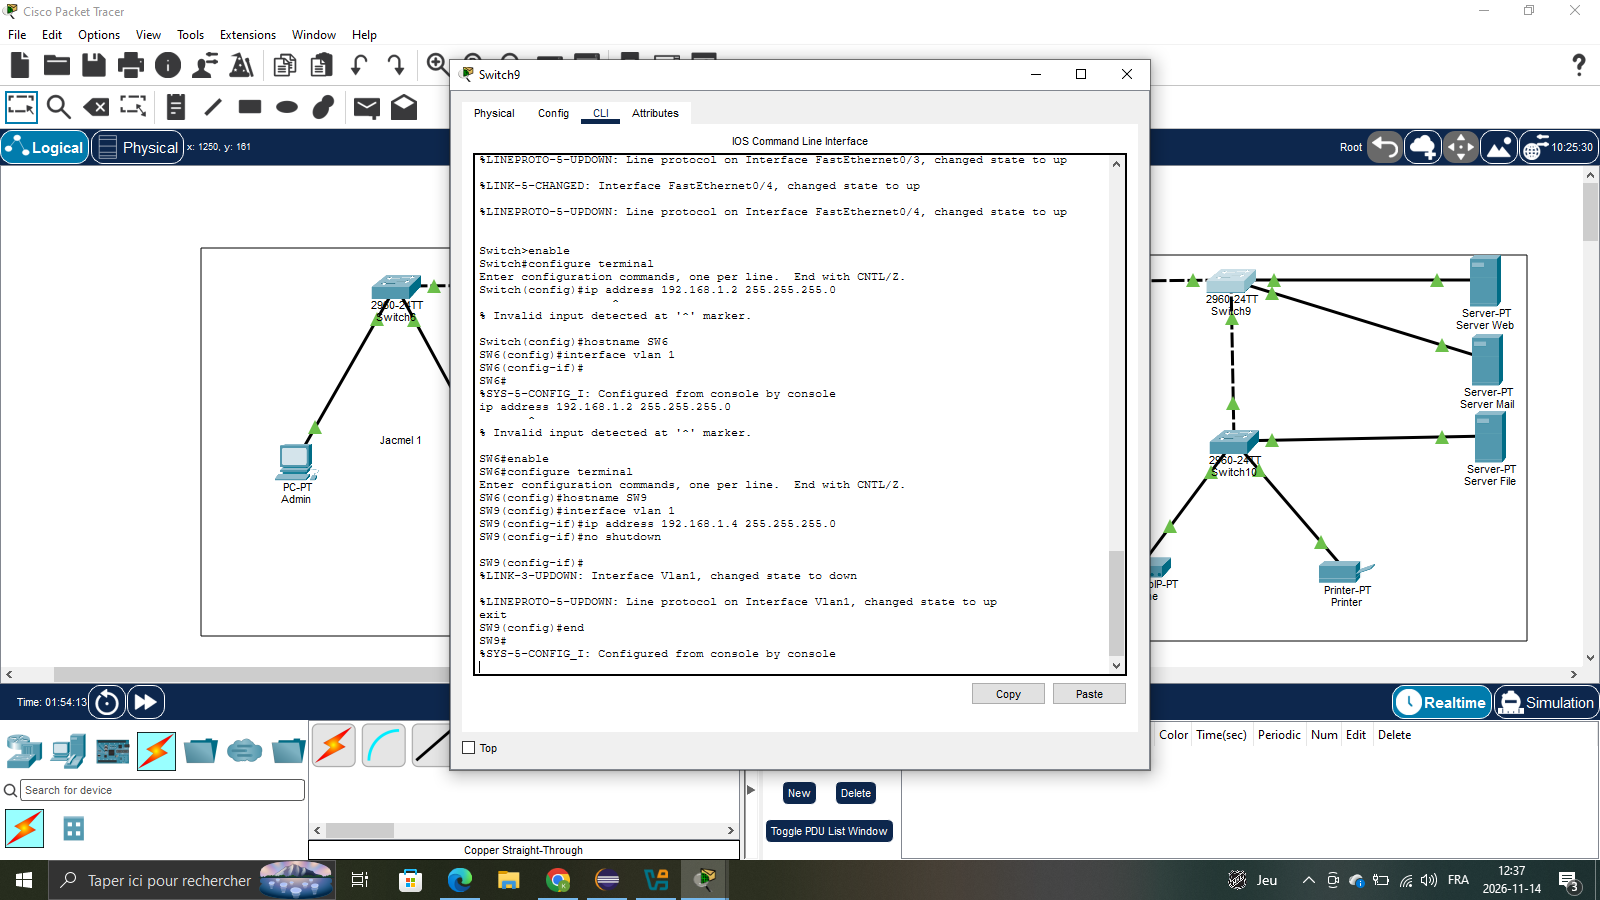 Cisco Packet Tracer
File Edit Options View Tools Extensions Window Help
Switch9
Physical Config CLI Attributes
IOS Command Line Interface
Logical Physical x: 1250, y: 161
Root 10:25:30
%LINEPROTO-5-UPDOWN: Line protocol on Interface FastEthernet0/3, changed state to up
%LINK-5-CHANGED: Interface FastEthernet0/4, changed state to up
%LINEPROTO-5-UPDOWN: Line protocol on Interface FastEthernet0/4, changed state to up
Switch>enable
Switch#configure terminal
Enter configuration commands, one per line.  End with CNTL/Z.
Switch(config)#ip address 192.168.1.2 255.255.255.0
^
% Invalid input detected at '^' marker.
Switch(config)#hostname SW6
SW6(config)#interface vlan 1
SW6(config-if)#
SW6#
%SYS-5-CONFIG_I: Configured from console by console
ip address 192.168.1.2 255.255.255.0
^
% Invalid input detected at '^' marker.
SW6#enable
SW6#configure terminal
Enter configuration commands, one per line.  End with CNTL/Z.
SW6(config)#hostname SW9
SW9(config)#interface vlan 1
SW9(config-if)#ip address 192.168.1.4 255.255.255.0
SW9(config-if)#no shutdown
SW9(config-if)#
%LINK-3-UPDOWN: Interface Vlan1, changed state to down
%LINEPROTO-5-UPDOWN: Line protocol on Interface Vlan1, changed state to up
exit
SW9(config)#end
SW9#
%SYS-5-CONFIG_I: Configured from console by console
Copy Paste
Top
2960-24TT
Switch6
Jacmel 1
PC-PT
Admin
2960-24TT
Switch9
Server-PT
Server Web
Server-PT
Server Mail
2960-24TT
Switch10
Server-PT
Server File
Printer-PT
Printer
Time: 01:54:13
Realtime Simulation
Search for device
Copper Straight-Through
New Delete
Toggle PDU List Window
Color Time(sec) Periodic Num Edit Delete
Taper ici pour rechercher
Jeu
FRA
12:37
2026-11-14
3